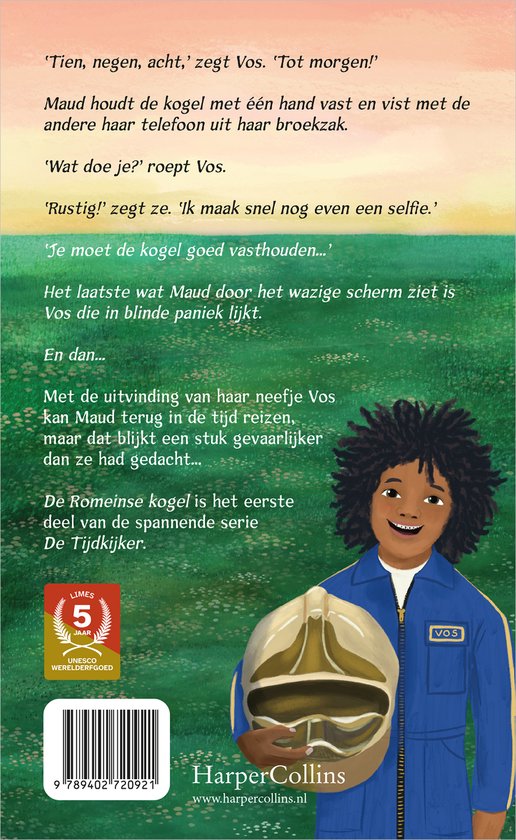 ‘Tien, negen, acht,’ zegt Vos. ‘Tot morgen!’
Maud houdt de kogel met één hand vast en vist met de
andere haar telefoon uit haar broekzak.
‘Wat doe je?’ roept Vos.
‘Rustig!’ zegt ze. ‘Ik maak snel nog even een selfie.’
‘Je moet de kogel goed vasthouden…’
Het laatste wat Maud door het wazige scherm ziet is
Vos die in blinde paniek lijkt.
En dan…
Met de uitvinding van haar neefje Vos
kan Maud terug in de tijd reizen,
maar dat blijkt een stuk gevaarlijker
dan ze had gedacht…
De Romeinse kogel is het eerste
deel van de spannende serie
De Tijdkijker.
VOS
LIMES
5
JAAR
UNESCO
WERELDERFGOED
9 789402 720921
HarperCollins
www.harpercollins.nl